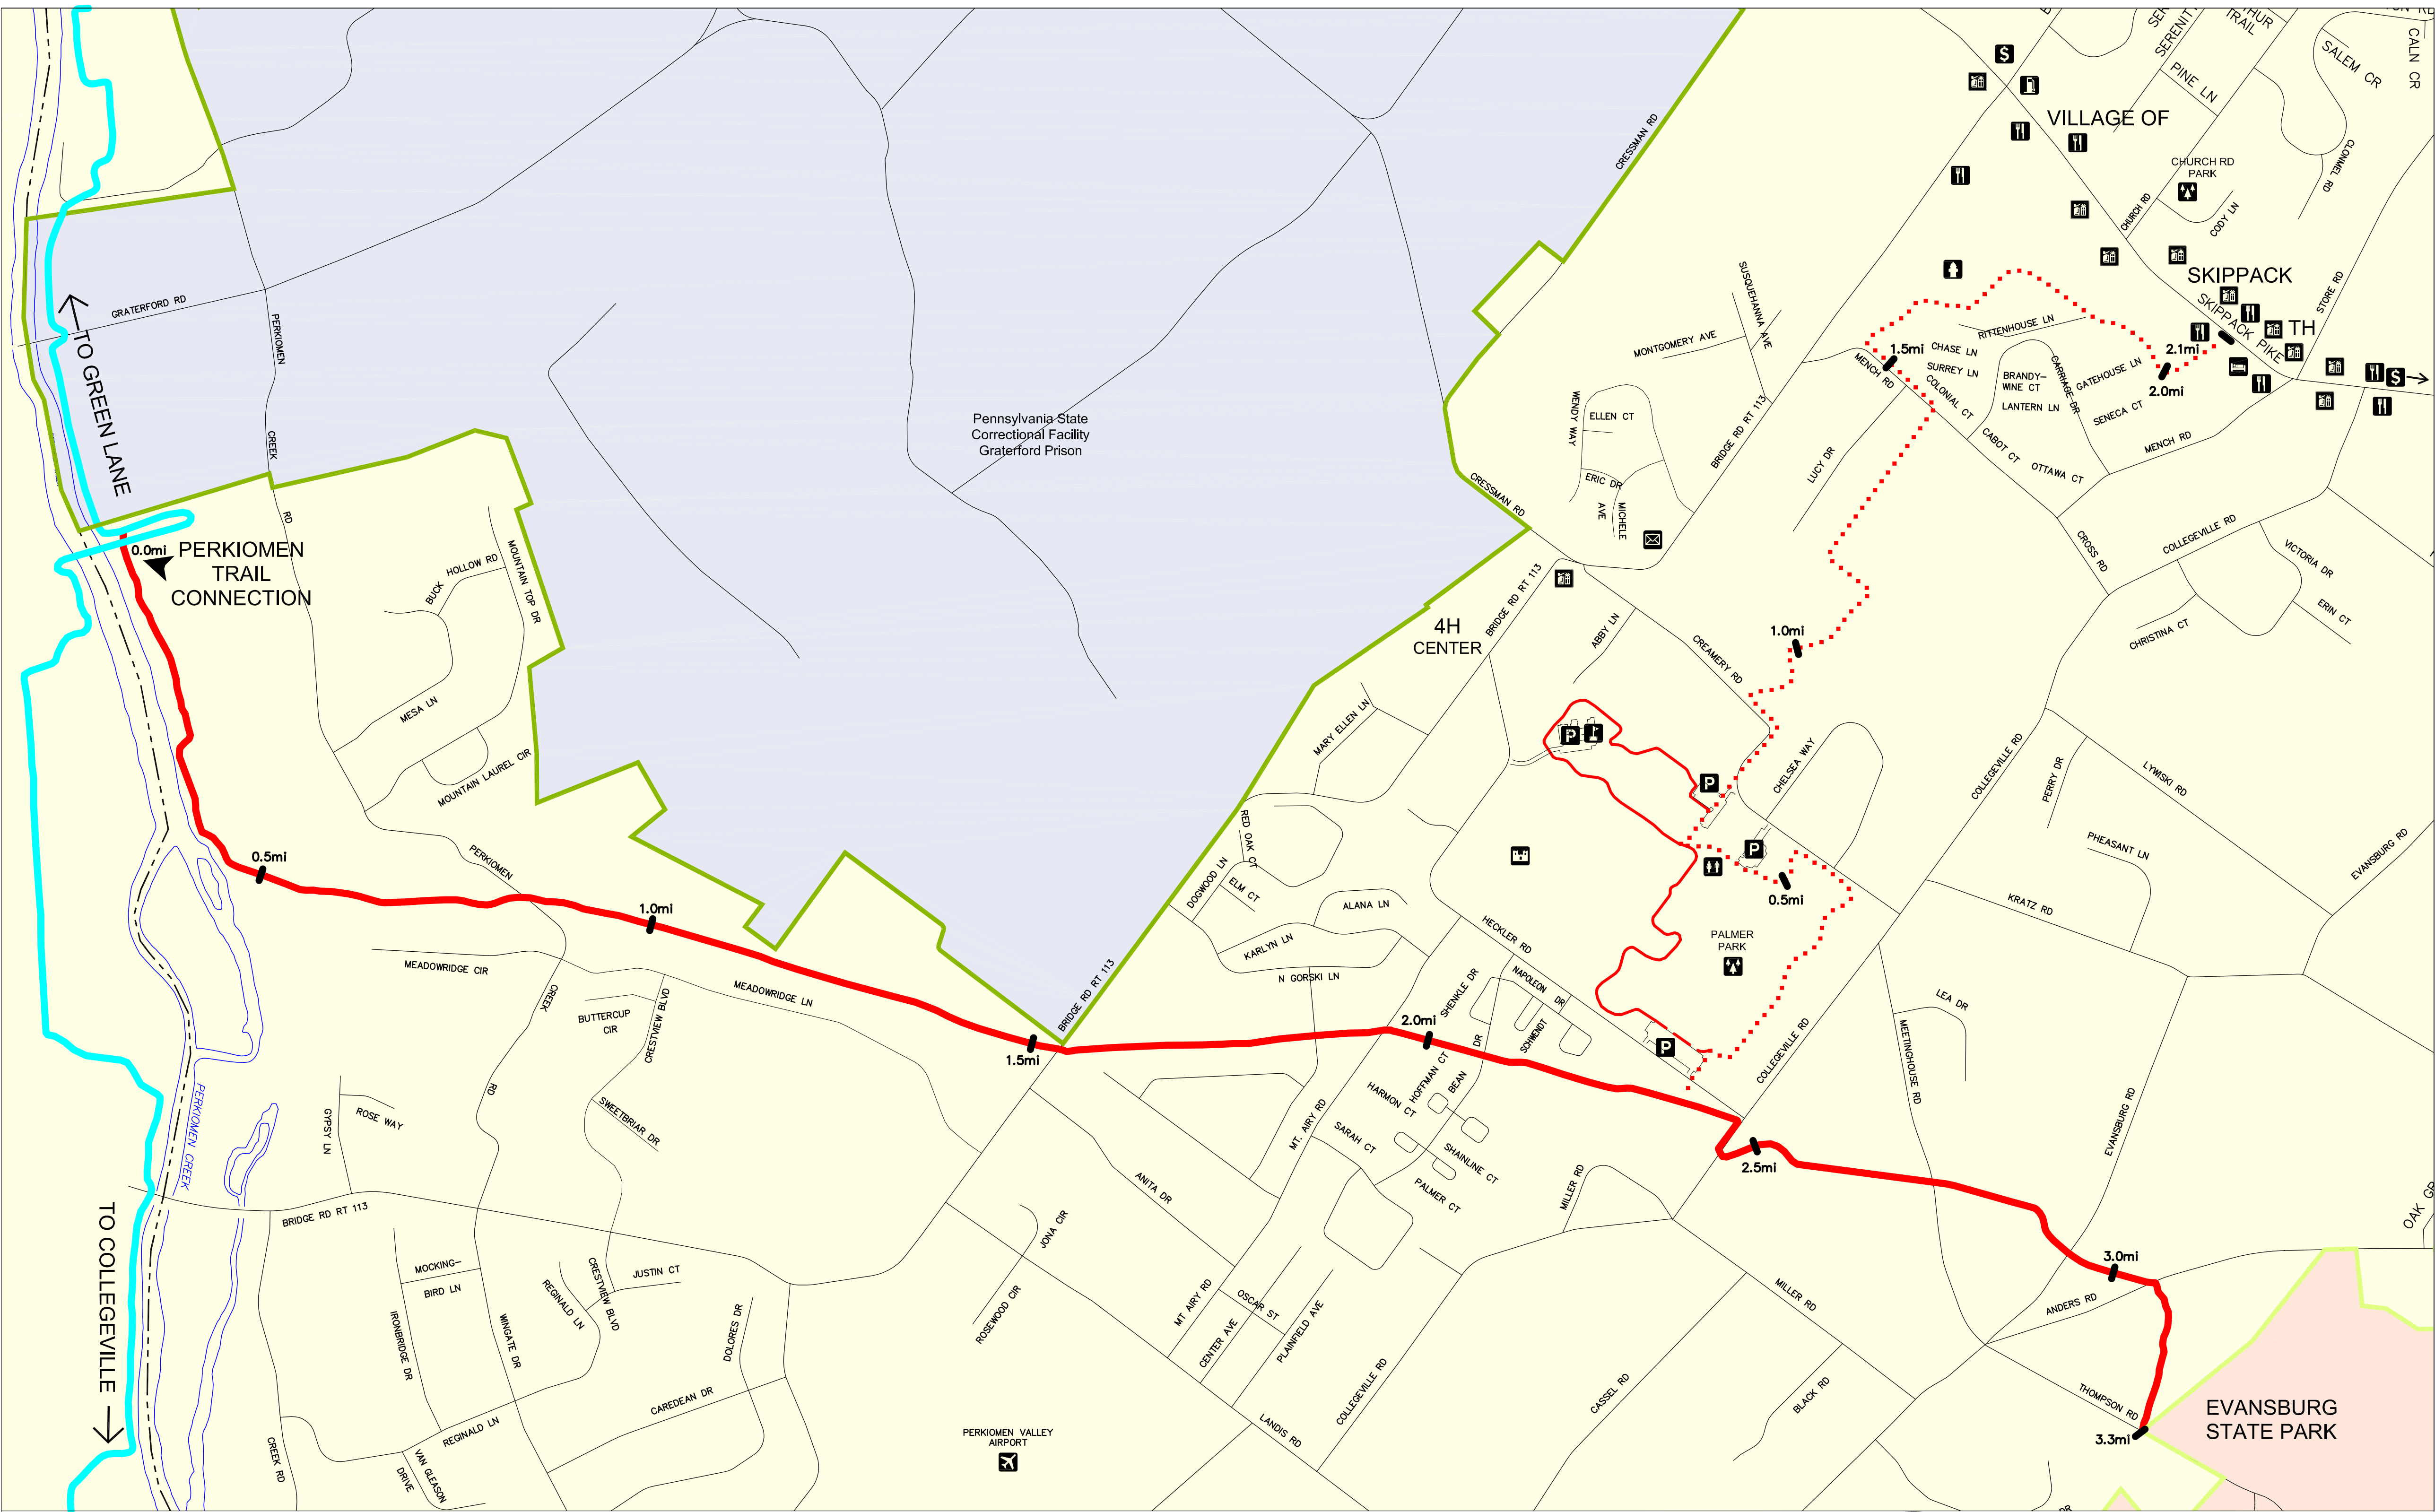 THUR
TRAIL
SERENIT
SALEM CR
CALN CR
PINE LN
VILLAGE OF
CHURCH RD
PARK
CLONMEL RD
CHURCH RD
CODY LN
CRESSMAN RD
SKIPPACK
STORE RD
SKIPPACK PIKE
TH
SUSQUEHANNA AVE
MONTGOMERY AVE
RITTENHOUSE LN
1.5mi
CHASE LN
SURREY LN
MENCH RD
COLONIAL CT
BRANDY-
WINE CT
CARRIAGE DR
GATEHOUSE LN
2.1mi
2.0mi
LANTERN LN
SENECA CT
CABOT CT
MENCH RD
OTTAWA CT
GRATERFORD RD
PERKIOMEN
CREEK
RD
TO GREEN LANE
Pennsylvania State
Correctional Facility
Graterford Prison
WENDY WAY
ELLEN CT
BRIDGE RD RT 113
ERIC DR
MICHELE
AVE
LUCY DR
CRESSMAN RD
CROSS RD
COLLEGEVILLE RD
VICTORIA DR
ERIN CT
CHRISTINA CT
0.0mi
PERKIOMEN
TRAIL
CONNECTION
BUCK
HOLLOW RD
MOUNTAIN TOP DR
MESA LN
MOUNTAIN LAUREL CIR
4H
CENTER
BRIDGE RD RT 113
ABBY LN
CREAMERY RD
1.0mi
MARY ELLEN LN
P
P
CHELSEA WAY
COLLEGEVILLE RD
PERRY DR
LYWISKI RD
PHEASANT LN
EVANSBURG RD
KRATZ RD
P
0.5mi
PALMER
PARK
0.5mi
PERKIOMEN
1.0mi
CREEK
RD
RED OAK CT
DOGWOOD LN
ELM CT
ALANA LN
KARLYN LN
N GORSKI LN
HECKLER RD
NAPOLEON DR
SHENKLE DR
SCHWENDT
MEADOWRIDGE CIR
MEADOWRIDGE LN
BUTTERCUP
CIR
CRESTVIEW BLVD
BRIDGE RD RT 113
1.5mi
2.0mi
P
LEA DR
MEETINGHOUSE RD
COLLEGEVILLE RD
EVANSBURG RD
HOFFMAN CT
BEAN
DR
HARMON CT
SARAH CT
SHAINLINE CT
PALMER CT
MT. AIRY RD
2.5mi
MILLER RD
PERKIOMEN CREEK
GYPSY LN
ROSE WAY
SWEETBRIAR DR
ANITA DR
TO COLLEGEVILLE
BRIDGE RD RT 113
JONA CIR
ROSEWOOD CIR
MOCKING-
BIRD LN
IRONBRIDGE DR
WINGATE DR
REGINALD LN
CRESTVIEW BLVD
JUSTIN CT
DOLORES DR
CAREDEAN DR
REGINALD LN
CREEK RD
VAN GLEASON
DRIVE
MT AIRY RD
OSCAR ST
CENTER AVE
PLAINFIELD AVE
COLLEGEVILLE RD
LANDIS RD
PERKIOMEN VALLEY
AIRPORT
MILLER RD
CASSEL RD
BLACK RD
3.0mi
ANDERS RD
THOMPSON RD
3.3mi
EVANSBURG
STATE PARK